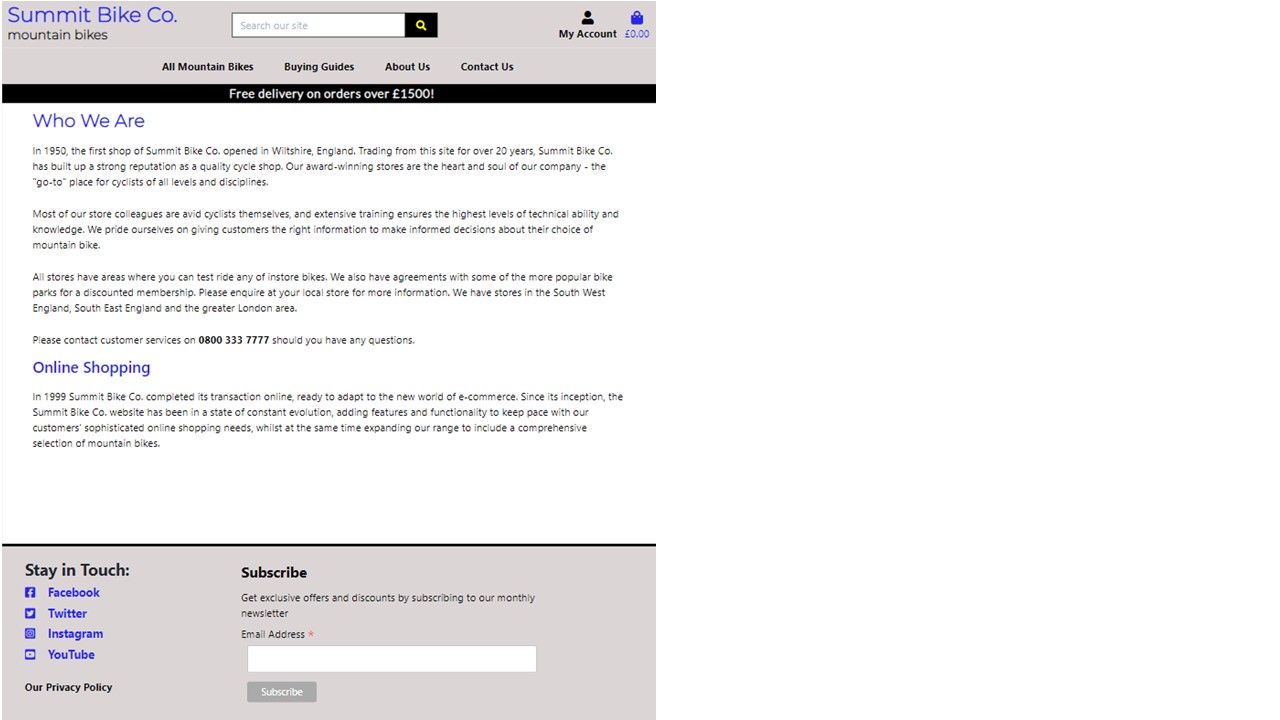 Summit Bike Co.
mountain bikes
Search our site
My Account
£0.00
All Mountain Bikes
Buying Guides
About Us
Contact Us
Free delivery on orders over £1500!
Who We Are
In 1950, the first shop of Summit Bike Co. opened in Wiltshire, England. Trading from this site for over 20 years, Summit Bike Co.
has built up a strong reputation as a quality cycle shop. Our award-winning stores are the heart and soul of our company - the
"go-to" place for cyclists of all levels and disciplines.
Most of our store colleagues are avid cyclists themselves, and extensive training ensures the highest levels of technical ability and
knowledge. We pride ourselves on giving customers the right information to make informed decisions about their choice of
mountain bike.
All stores have areas where you can test ride any of instore bikes. We also have agreements with some of the more popular bike
parks for a discounted membership. Please enquire at your local store for more information. We have stores in the South West
England, South East England and the greater London area.
Please contact customer services on 0800 333 7777 should you have any questions.
Online Shopping
In 1999 Summit Bike Co. completed its transaction online, ready to adapt to the new world of e-commerce. Since its inception, the
Summit Bike Co. website has been in a state of constant evolution, adding features and functionality to keep pace with our
customers' sophisticated online shopping needs, whilst at the same time expanding our range to include a comprehensive
selection of mountain bikes.
Stay in Touch:
Facebook
Twitter
Instagram
YouTube
Our Privacy Policy
Subscribe
Get exclusive offers and discounts by subscribing to our monthly
newsletter
Email Address *
Subscribe